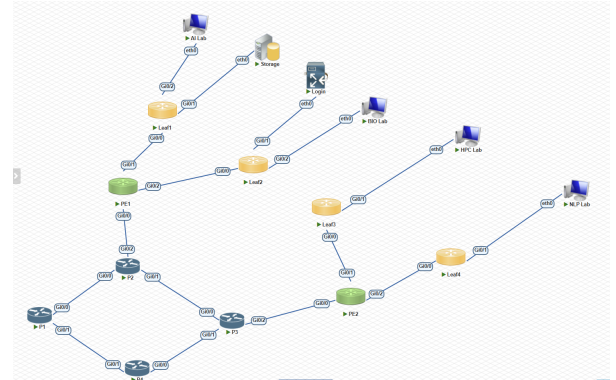 AI Lab
eth0
Storage
eth0
Gi0/2
Gi0/1
Login
Leaf1
eth0
BIO Lab
eth0
Gi0/0
Gi0/1
HPC Lab
eth0
Gi0/1
Gi0/0
Gi0/2
Leaf2
PE1
Gi0/2
NLP Lab
eth0
Gi0/0
Gi0/1
Leaf3
Gi0/0
Gi0/2
Gi0/1
P2
Gi0/0
Gi0/1
Gi0/1
Gi0/0
Leaf4
Gi0/0
Gi0/2
PE2
Gi0/0
P1
Gi0/1
Gi0/0
Gi0/2
P3
Gi0/1
Gi0/1
Gi0/0